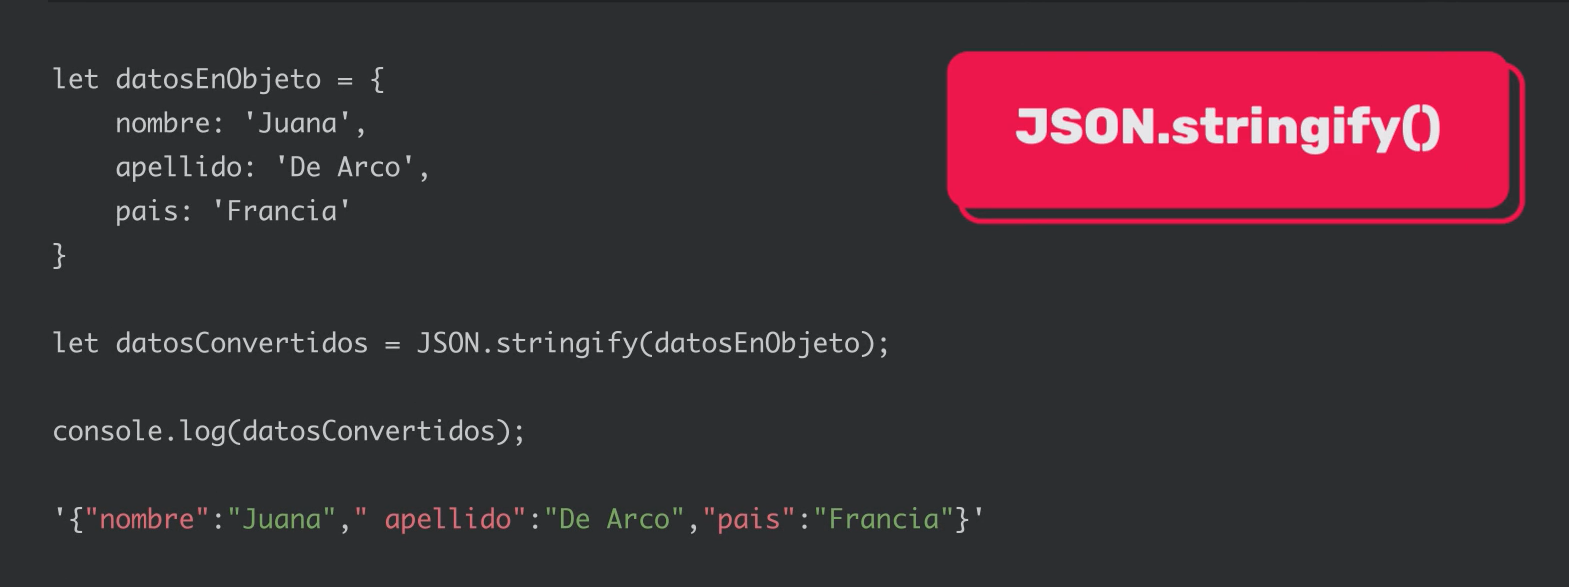 let datosEnObjeto = {
    nombre: 'Juana',
    apellido: 'De Arco',
    pais: 'Francia'
}
JSON.stringify()
let datosConvertidos = JSON.stringify(datosEnObjeto);
console.log(datosConvertidos);
'{"nombre":"Juana"," apellido":"De Arco","pais":"Francia"}'